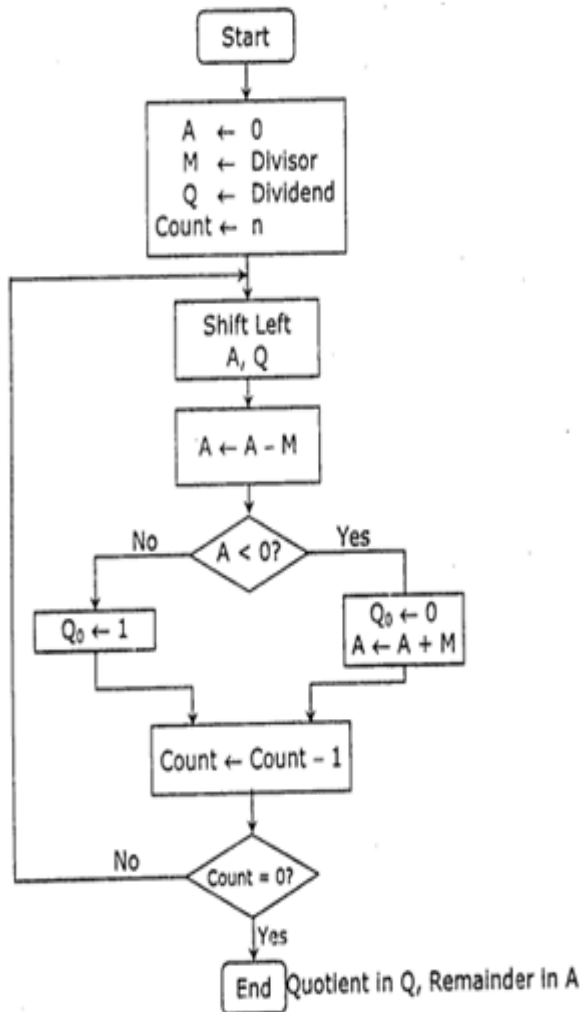 Start
A ← 0
M ← Divisor
Q ← Dividend
Count ← n
Shift Left
A, Q
A ← A – M
No
A < 0?
Yes
Q₀ ← 1
Q₀ ← 0
A ← A + M
Count ← Count – 1
No
Count = 0?
Yes
End
Quotient in Q, Remainder in A